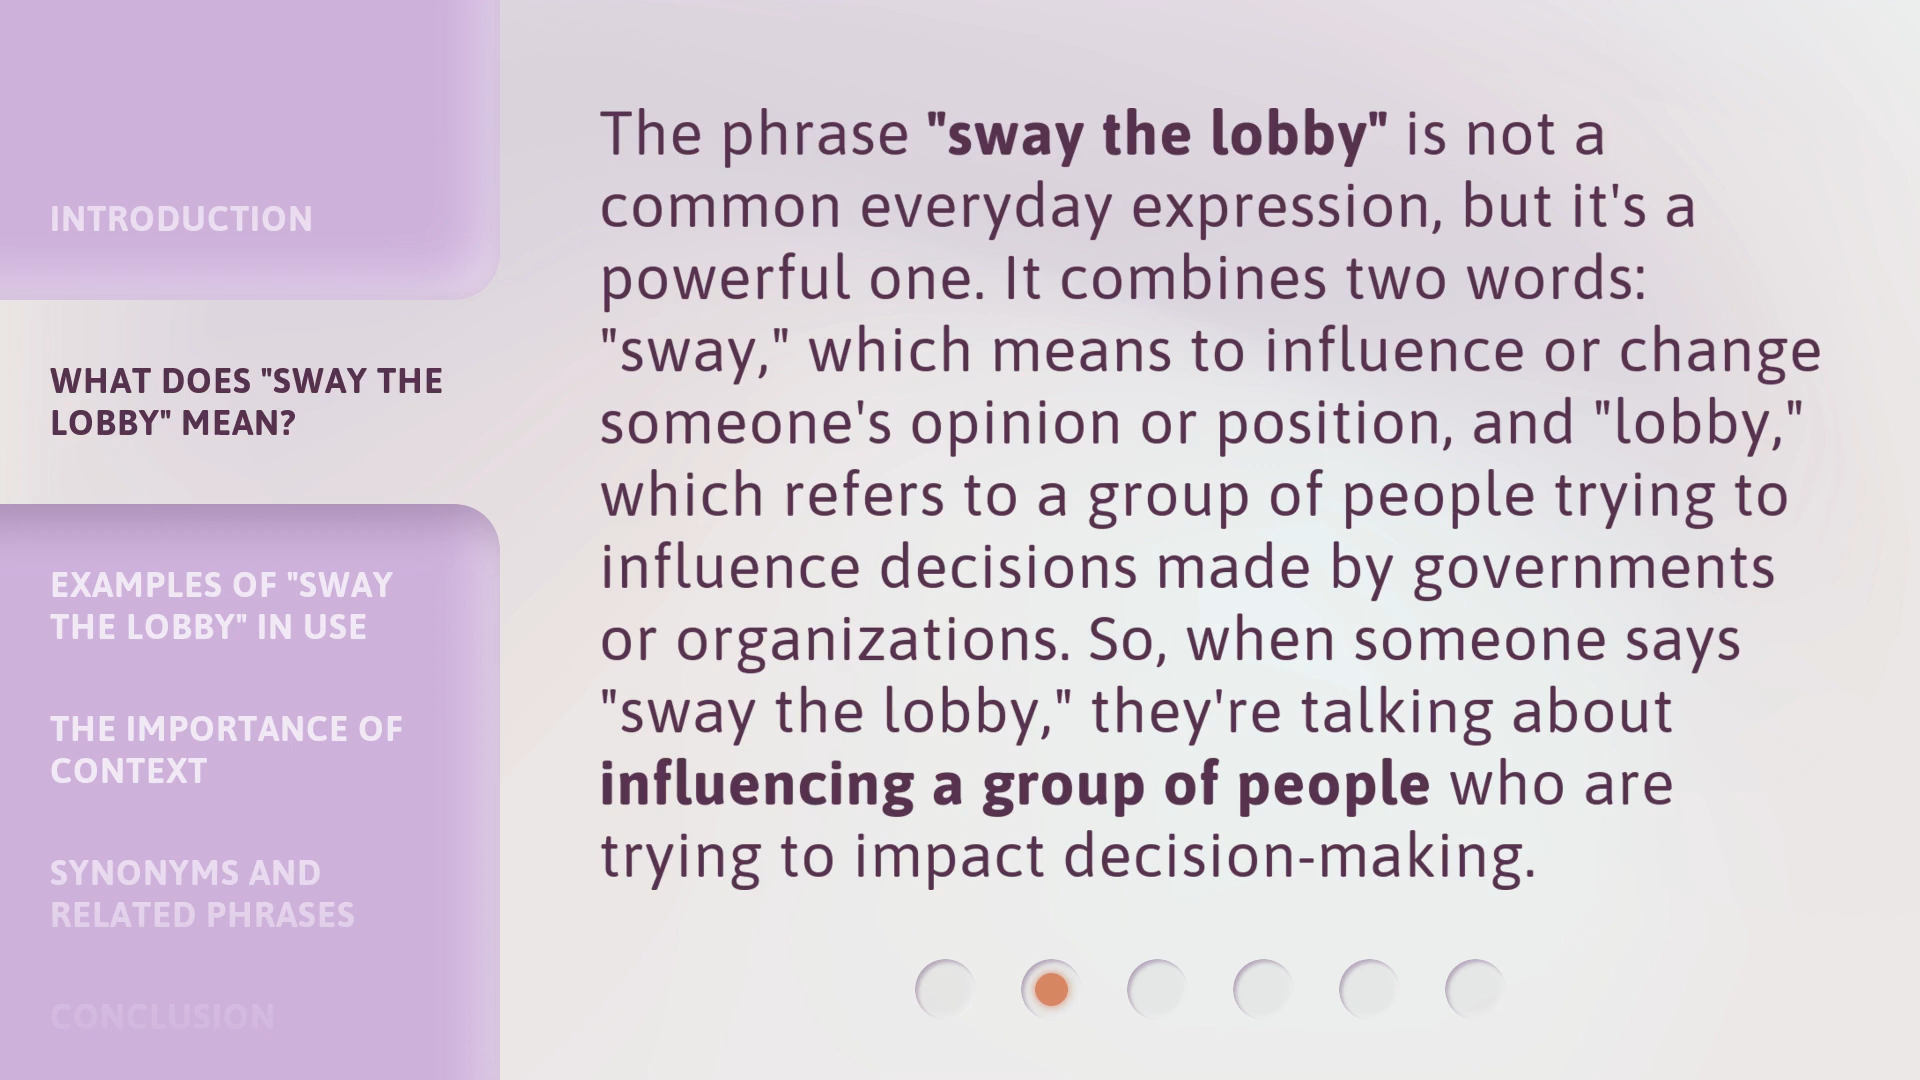 INTRODUCTION
WHAT DOES "SWAY THE
LOBBY" MEAN?
EXAMPLES OF "SWAY
THE LOBBY" IN USE
THE IMPORTANCE OF
CONTEXT
SYNONYMS AND
RELATED PHRASES
CONCLUSION
The phrase "sway the lobby" is not a
common everyday expression, but it's a
powerful one. It combines two words:
"sway," which means to influence or change
someone's opinion or position, and "lobby,"
which refers to a group of people trying to
influence decisions made by governments
or organizations. So, when someone says
"sway the lobby," they're talking about
influencing a group of people who are
trying to impact decision-making.